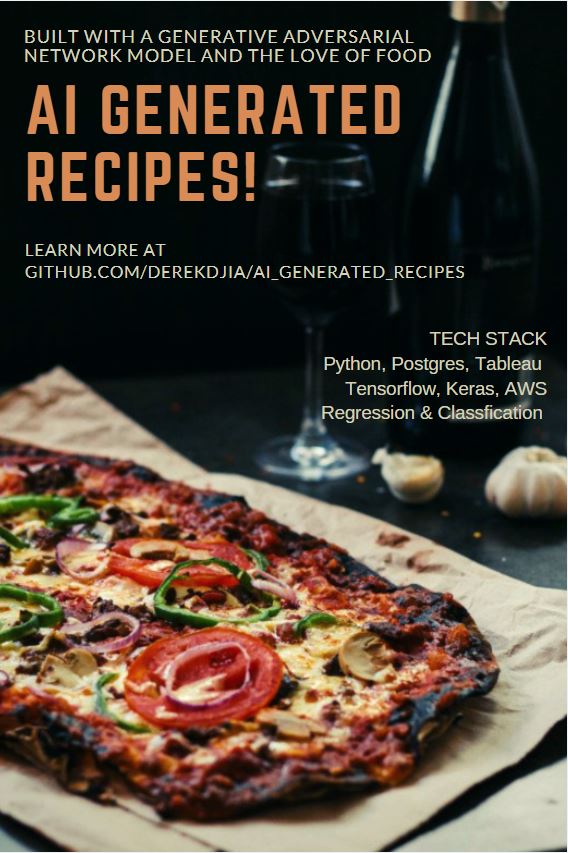 BUILT WITH A GENERATIVE ADVERSARIAL
NETWORK MODEL AND THE LOVE OF FOOD
AI GENERATED
RECIPES!
LEARN MORE AT
GITHUB.COM/DEREKDJIA/AI_GENERATED_RECIPES
TECH STACK
Python, Postgres, Tableau
Tensorflow, Keras, AWS
Regression & Classfication